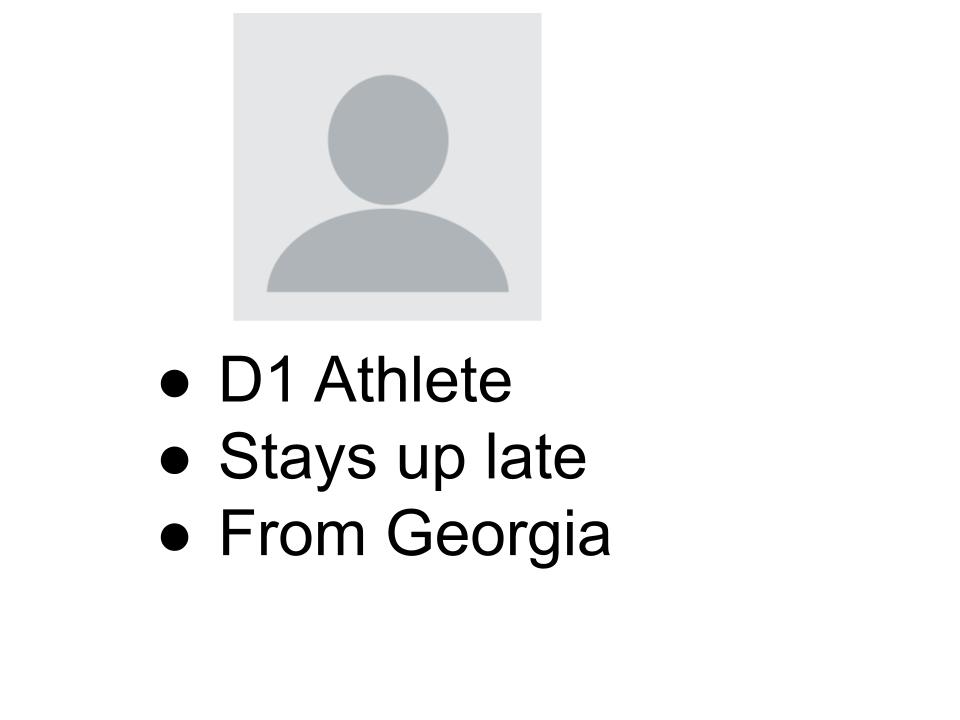 ● D1 Athlete
● Stays up late
● From Georgia